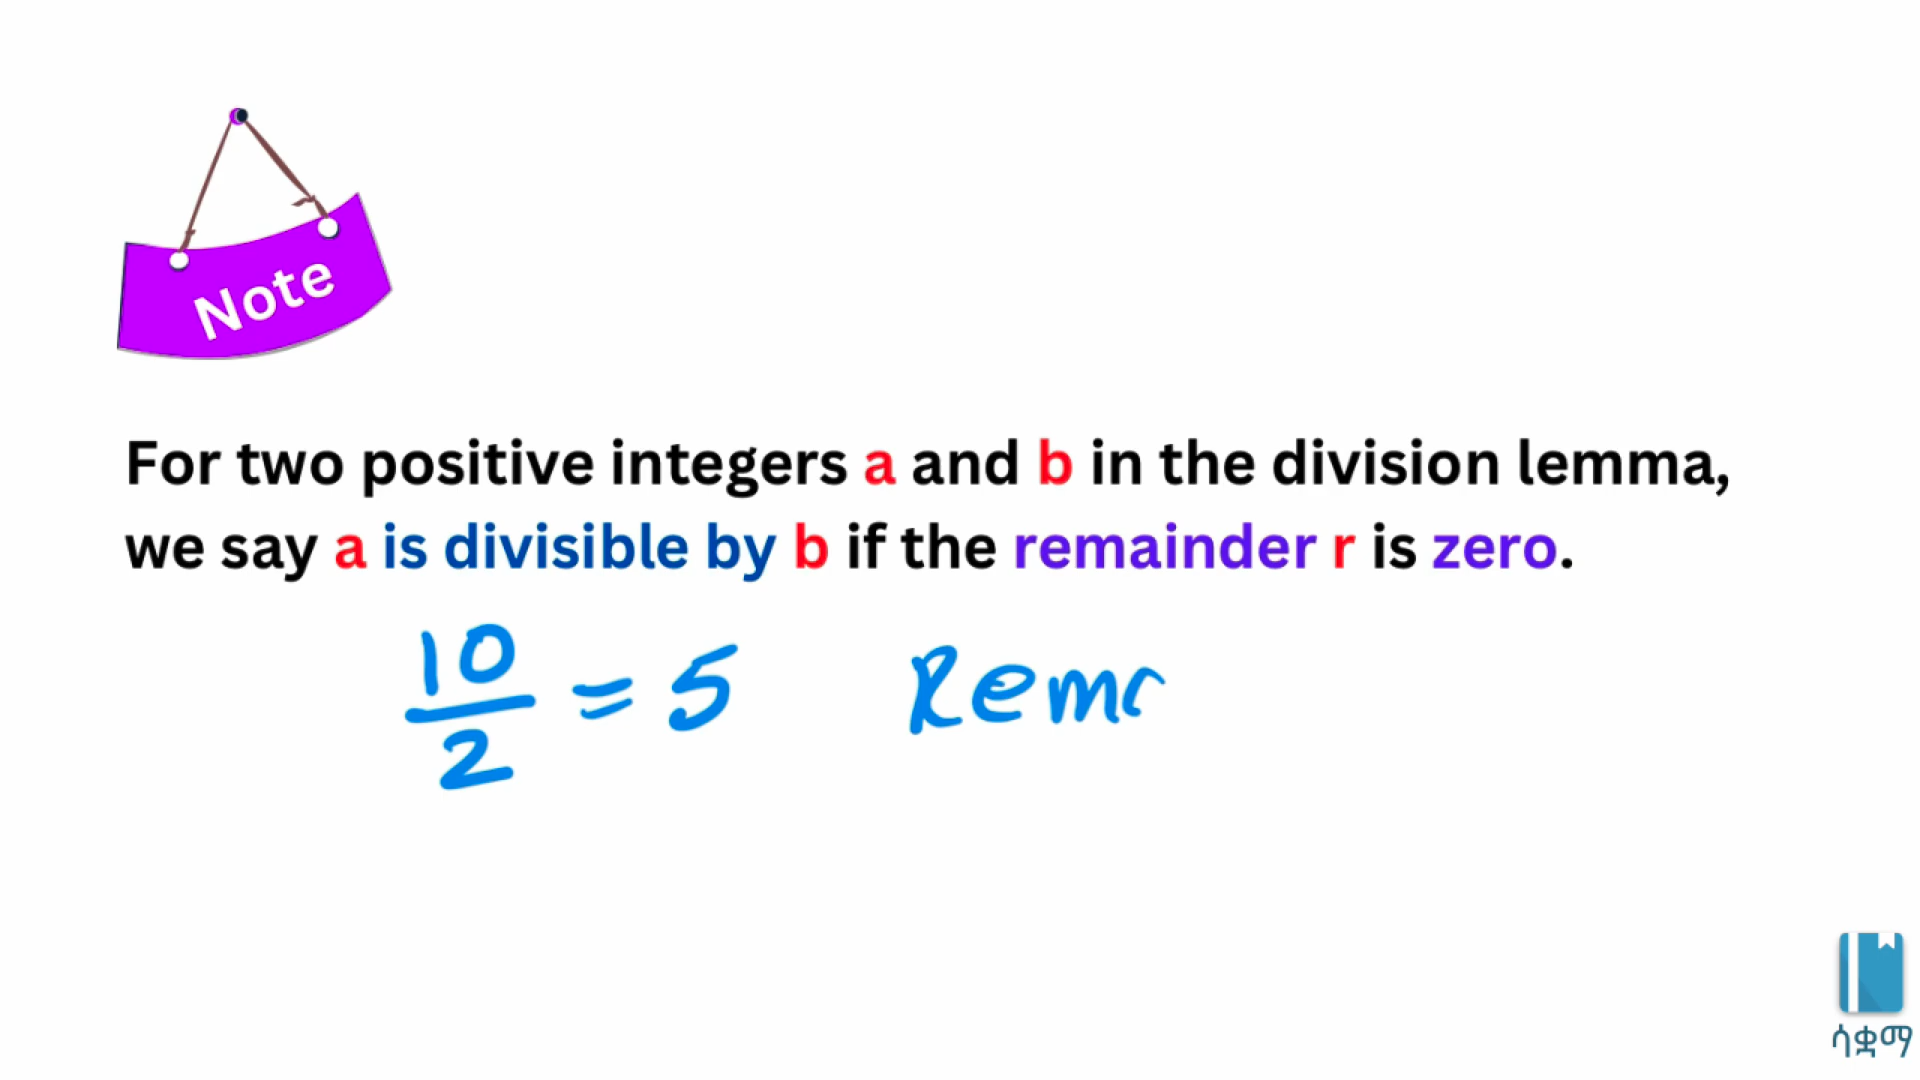 Note
For two positive integers a and b in the division lemma,
we say a is divisible by b if the remainder r is zero.
10/2 = 5 Rema
ሳቋማ